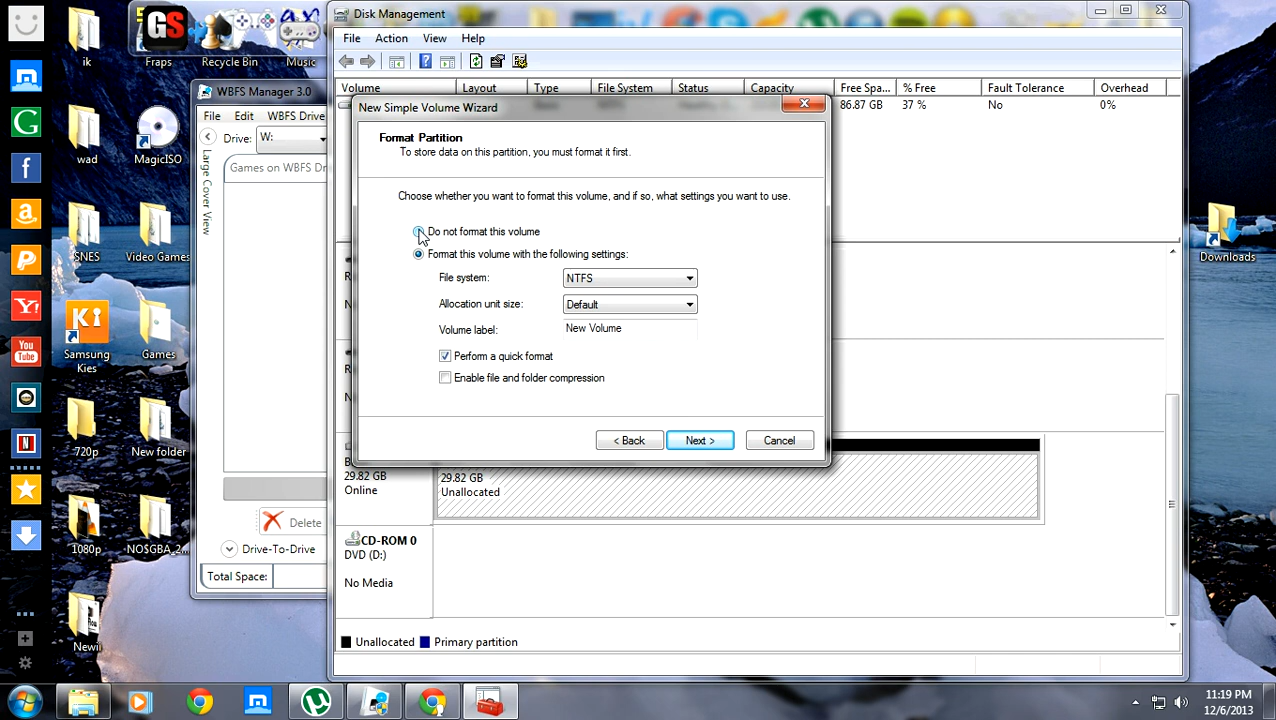 ik
GS
Fraps
Recycle Bin
Music
wad
MagicISO
SNES
Video Games
Ki
Samsung Kies
Games
720p
New folder
1080p
NO$GBA_2...
Newii
Downloads
You
Tube
WBFS Manager 3.0
File Edit WBFS Drive
Drive: W:
Games on WBFS Dri
Large Cover View
Delete
Drive-To-Drive
Total Space:
Disk Management
File Action View Help
Volume Layout Type File System Status Capacity Free Spa... % Free Fault Tolerance Overhead
86.87 GB 37 % No 0%
New Simple Volume Wizard
Format Partition
To store data on this partition, you must format it first.
Choose whether you want to format this volume, and if so, what settings you want to use.
Do not format this volume
Format this volume with the following settings:
File system: NTFS
Allocation unit size: Default
Volume label: New Volume
Perform a quick format
Enable file and folder compression
< Back Next > Cancel
29.82 GB
Online
29.82 GB
Unallocated
CD-ROM 0
DVD (D:)
No Media
Unallocated Primary partition
11:19 PM
12/6/2013